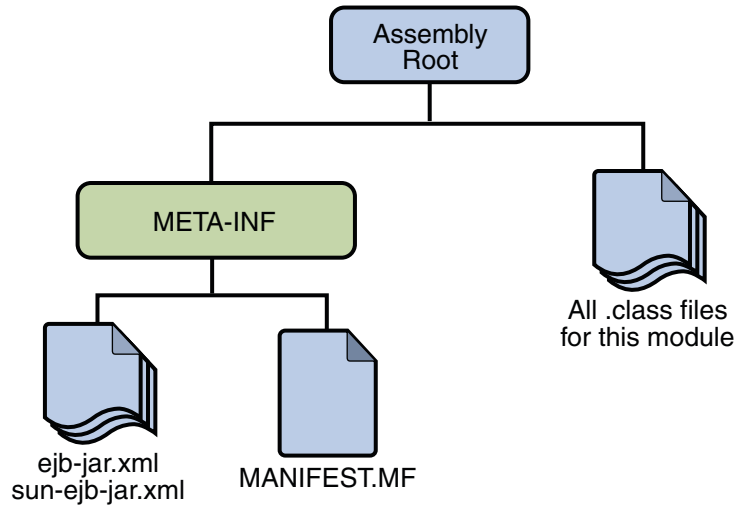 Assembly
Root
META-INF
All .class files
for this module
ejb-jar.xml
sun-ejb-jar.xml
MANIFEST.MF